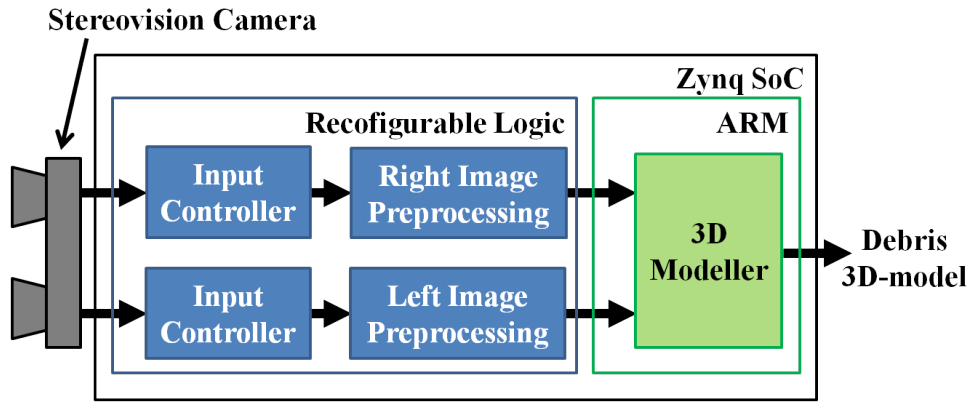 Stereovision Camera
Zynq SoC
Recofigurable Logic
ARM
Input
Controller
Right Image
Preprocessing
3D
Modeller
Debris
3D-model
Input
Controller
Left Image
Preprocessing